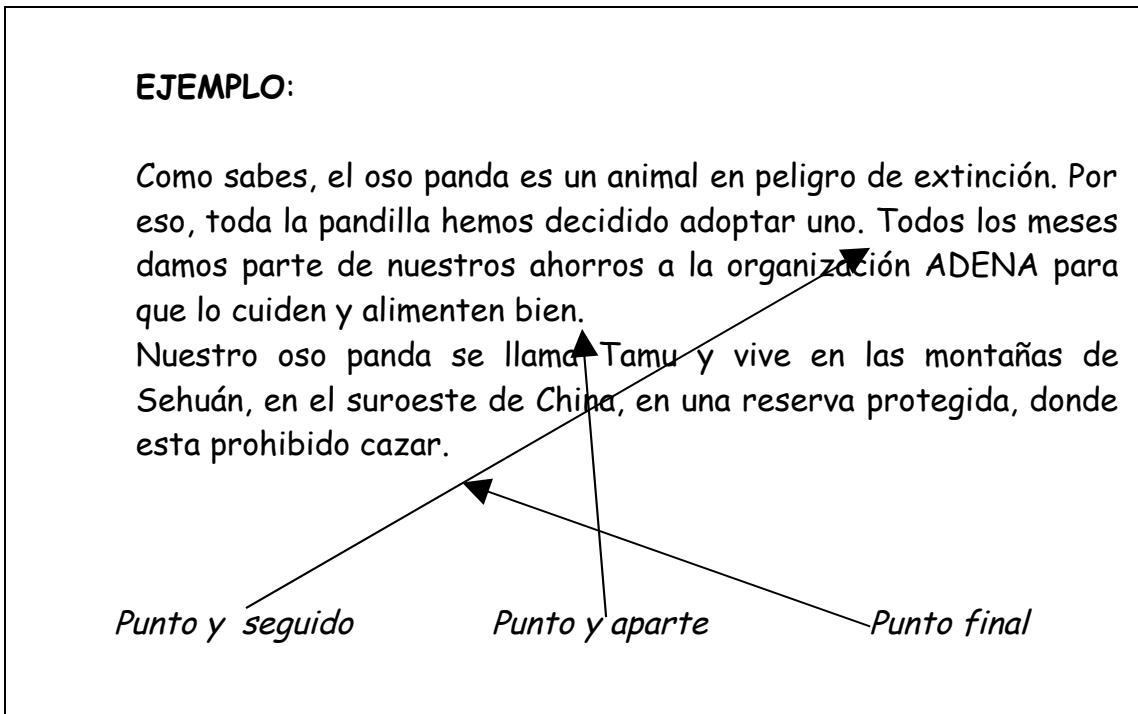 EJEMPLO:
Como sabes, el oso panda es un animal en peligro de extinción. Por
eso, toda la pandilla hemos decidido adoptar uno. Todos los meses
damos parte de nuestros ahorros a la organización ADENA para
que lo cuiden y alimenten bien.
Nuestro oso panda se llama Tamu y vive en las montañas de
Sehuán, en el suroeste de China, en una reserva protegida, donde
esta prohibido cazar.
Punto y seguido Punto y aparte Punto final